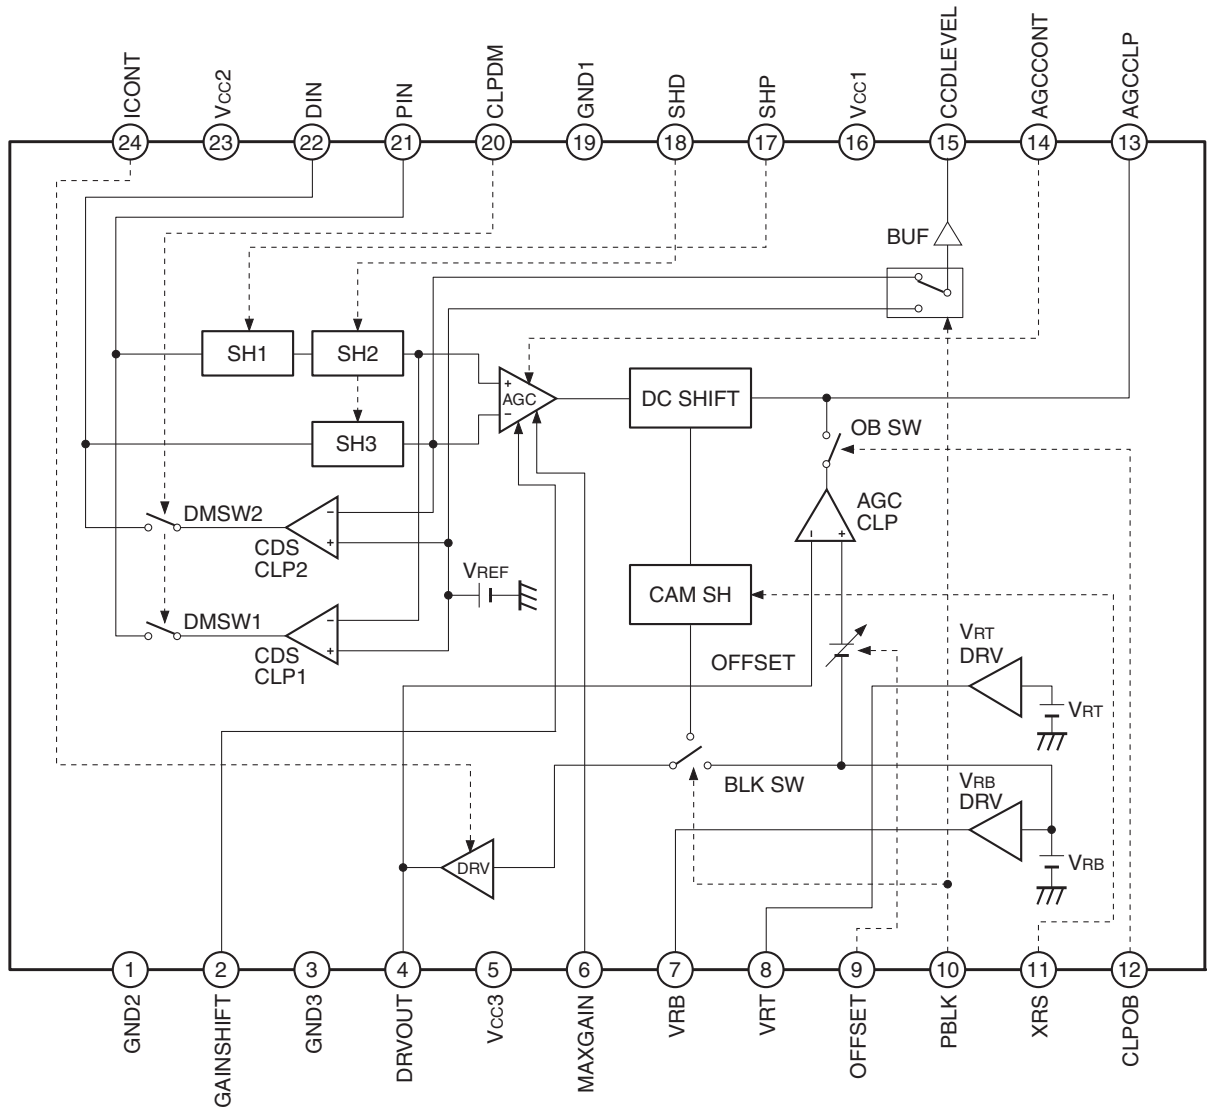 ICONT
VCC2
DIN
PIN
CLPDM
GND1
SHD
SHP
VCC1
CCDLEVEL
AGCCONT
AGCCLP
24
23
22
21
20
19
18
17
16
15
14
13
BUF
SH1
SH2
SH3
+
AGC
−
DC SHIFT
OB SW
AGC
CLP
−
+
DMSW2
−
+
CDS
CLP2
VREF
DMSW1
−
+
CDS
CLP1
CAM SH
OFFSET
VRT
DRV
VRT
BLK SW
VRB
DRV
VRB
DRV
1
2
3
4
5
6
7
8
9
10
11
12
GND2
GAINSHIFT
GND3
DRVOUT
VCC3
MAXGAIN
VRB
VRT
OFFSET
PBLK
XRS
CLPOB